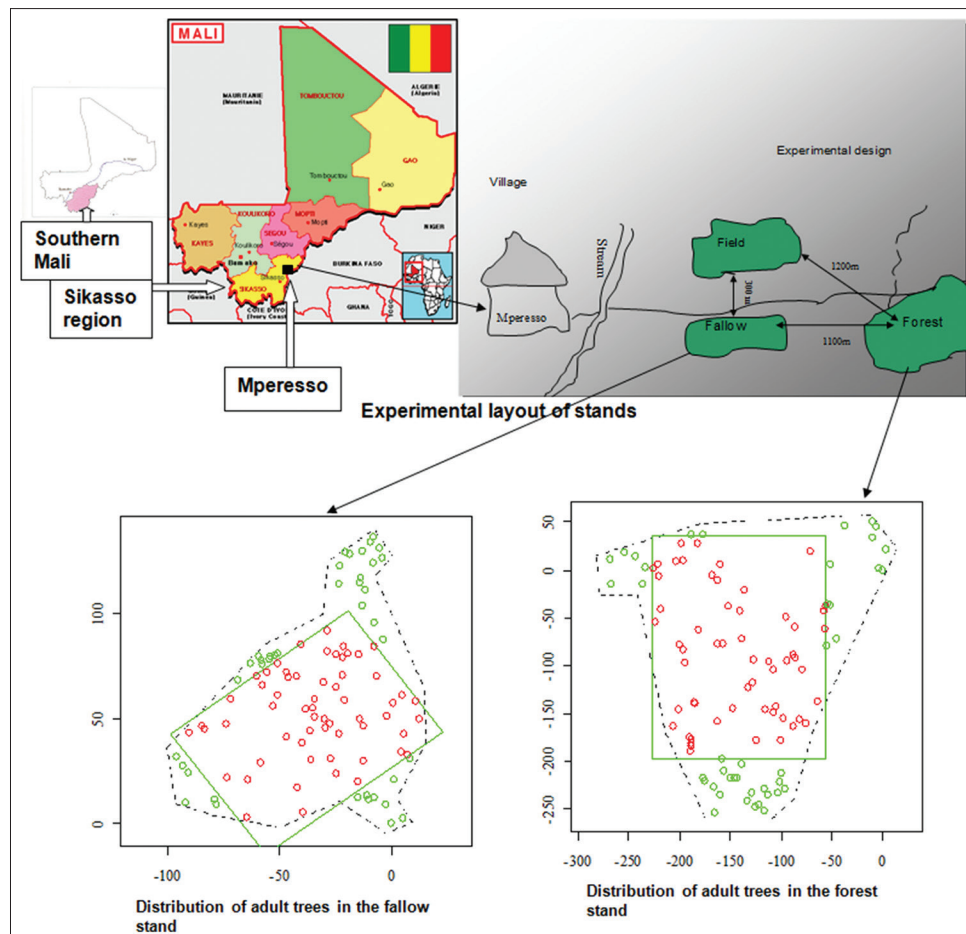 MALI
MAURITANIE
(Mauritania)
ALGERIE
(Algeria)
TOMBOUCTOU
GAO
Tombouctou
Gao
KOULIKORO
MOPTI
Mopti
SEGOU
Ségou
KAYES
Kayes
Koulikoro
Bamako
NIGER
BURKINA FASO
SIKASSO
Sikasso
(Guinea)
COTE D'IVOIRE
(Ivory Coast)
GHANA
TOGO
Southern
Mali
Sikasso
region
Mperesso
Village
Experimental design
Stream
Field
1200m
300 m
Mperesso
Fallow
Forest
1100m
Experimental layout of stands
100
50
0
-100
-50
0
Distribution of adult trees in the fallow
stand
50
0
-50
-100
-150
-200
-250
-300
-250
-200
-150
-100
-50
0
Distribution of adult trees in the forest
stand